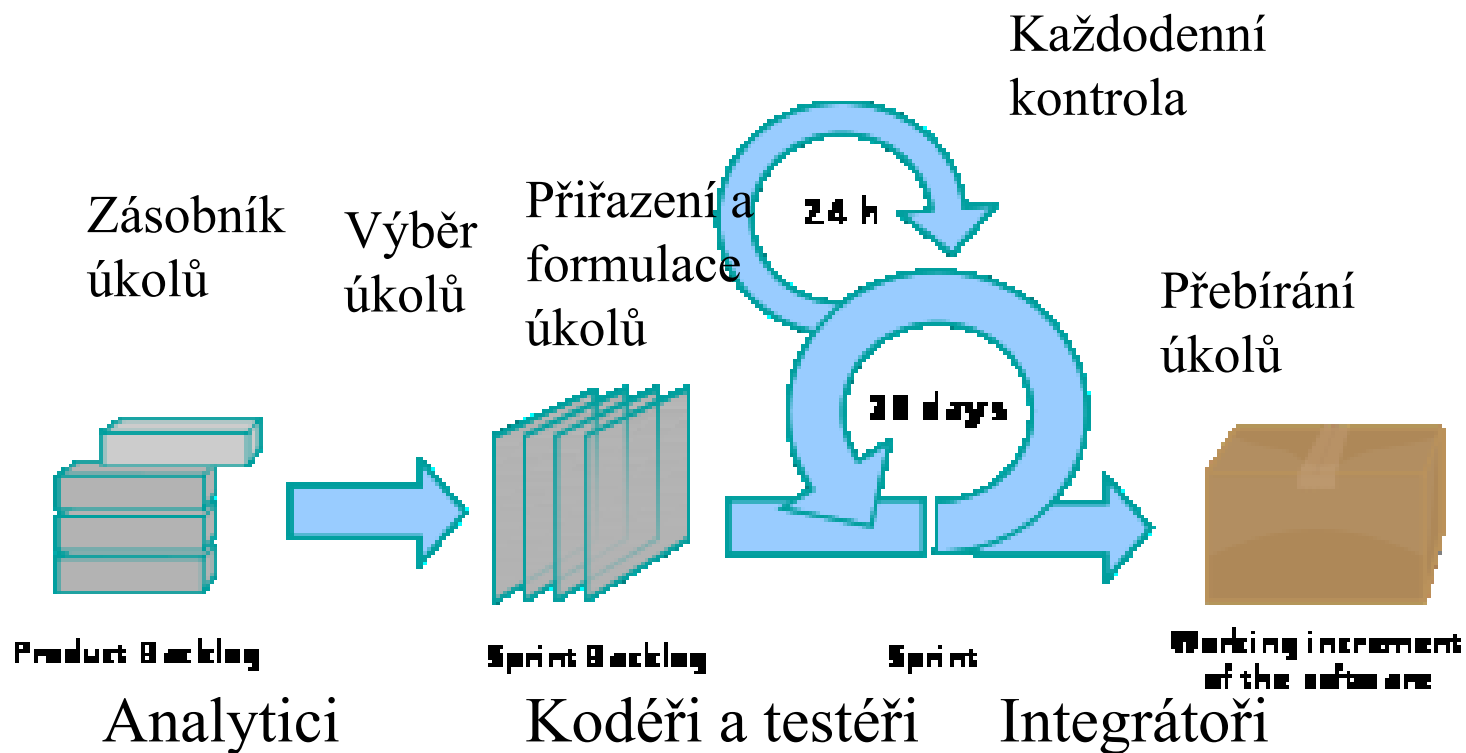 Každodenní
kontrola
Zásobník
úkolů
Výběr
úkolů
Přiřazení a
formulace
úkolů
24 h
Přebírání
úkolů
days
Product Backlog
Sprint Backlog
Sprint
Working increment
of the software
Analytici
Kodéři a testéři
Integrátoři